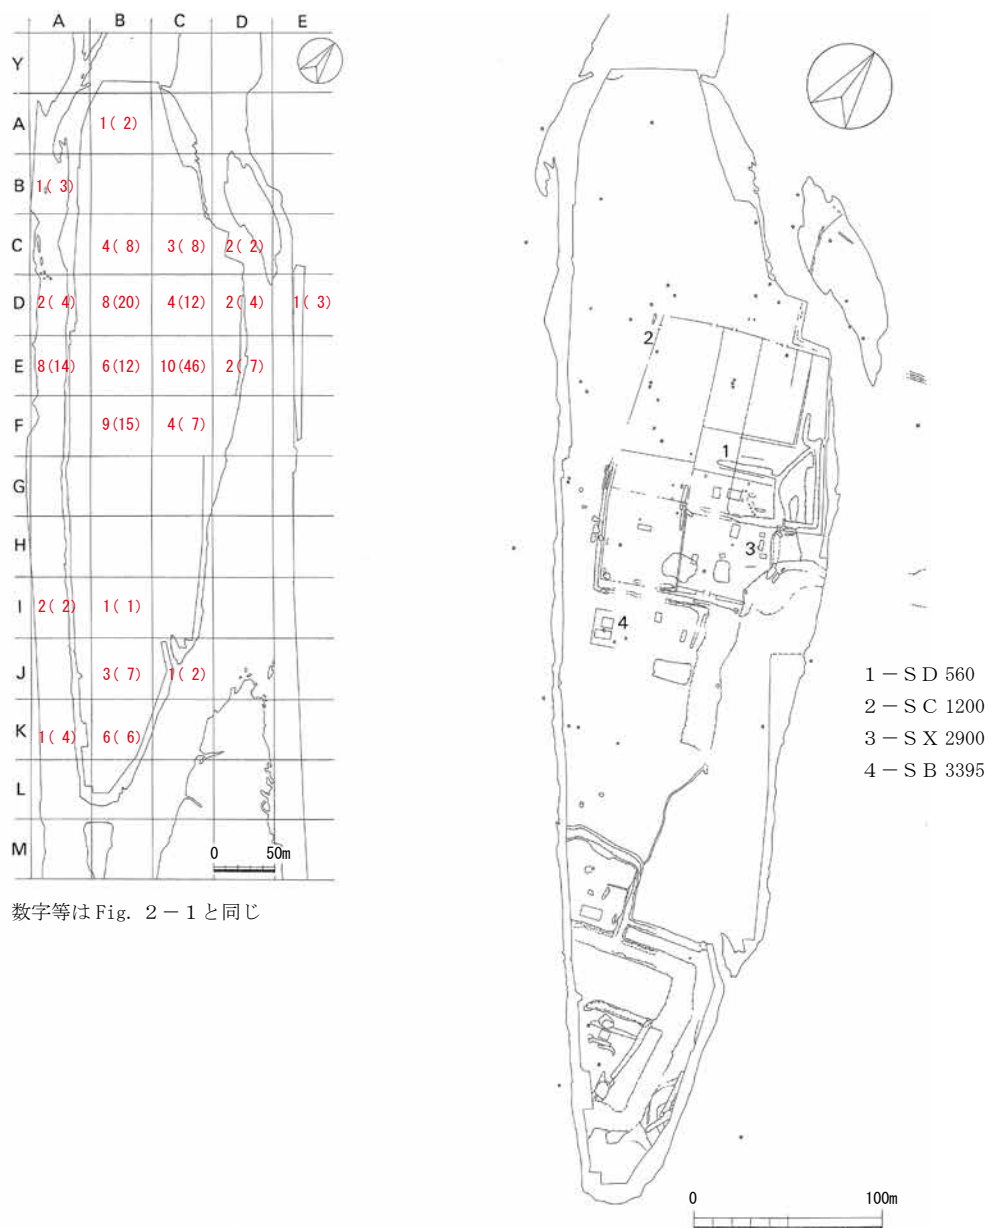 A B C D E
Y
A 1( 2)
B 1( 3)
C 4( 8) 3( 8) 2( 2)
D 2( 4) 8(20) 4(12) 2( 4) 1( 3)
E 8(14) 6(12) 10(46) 2( 7)
F 9(15) 4( 7)
G
H
I 2( 2) 1( 1)
J 3( 7) 1( 2)
K 1( 4) 6( 6)
L
M
0 50m
数字等は Fig. 2-1と同じ
2
1
3
4
1-SD 560
2-SC 1200
3-SX 2900
4-SB 3395
0 100m